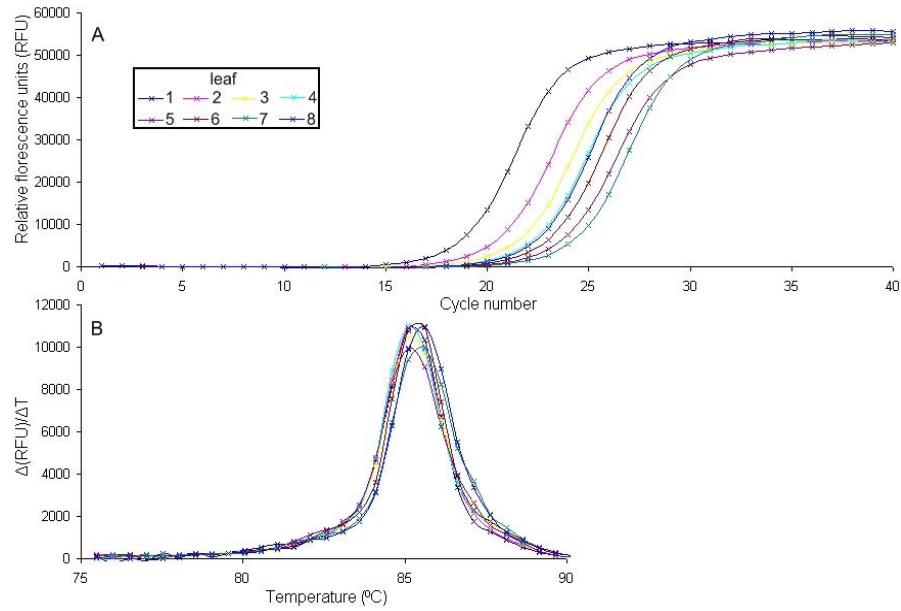 A
Relative florescence units (RFU)
60000
50000
40000
30000
20000
10000
0
leaf
1 2 3 4
5 6 7 8
0 5 10 15 20 25 30 35 40
Cycle number
B
Δ(RFU)/ΔT
12000
10000
8000
6000
4000
2000
0
75 80 85 90
Temperature (ºC)